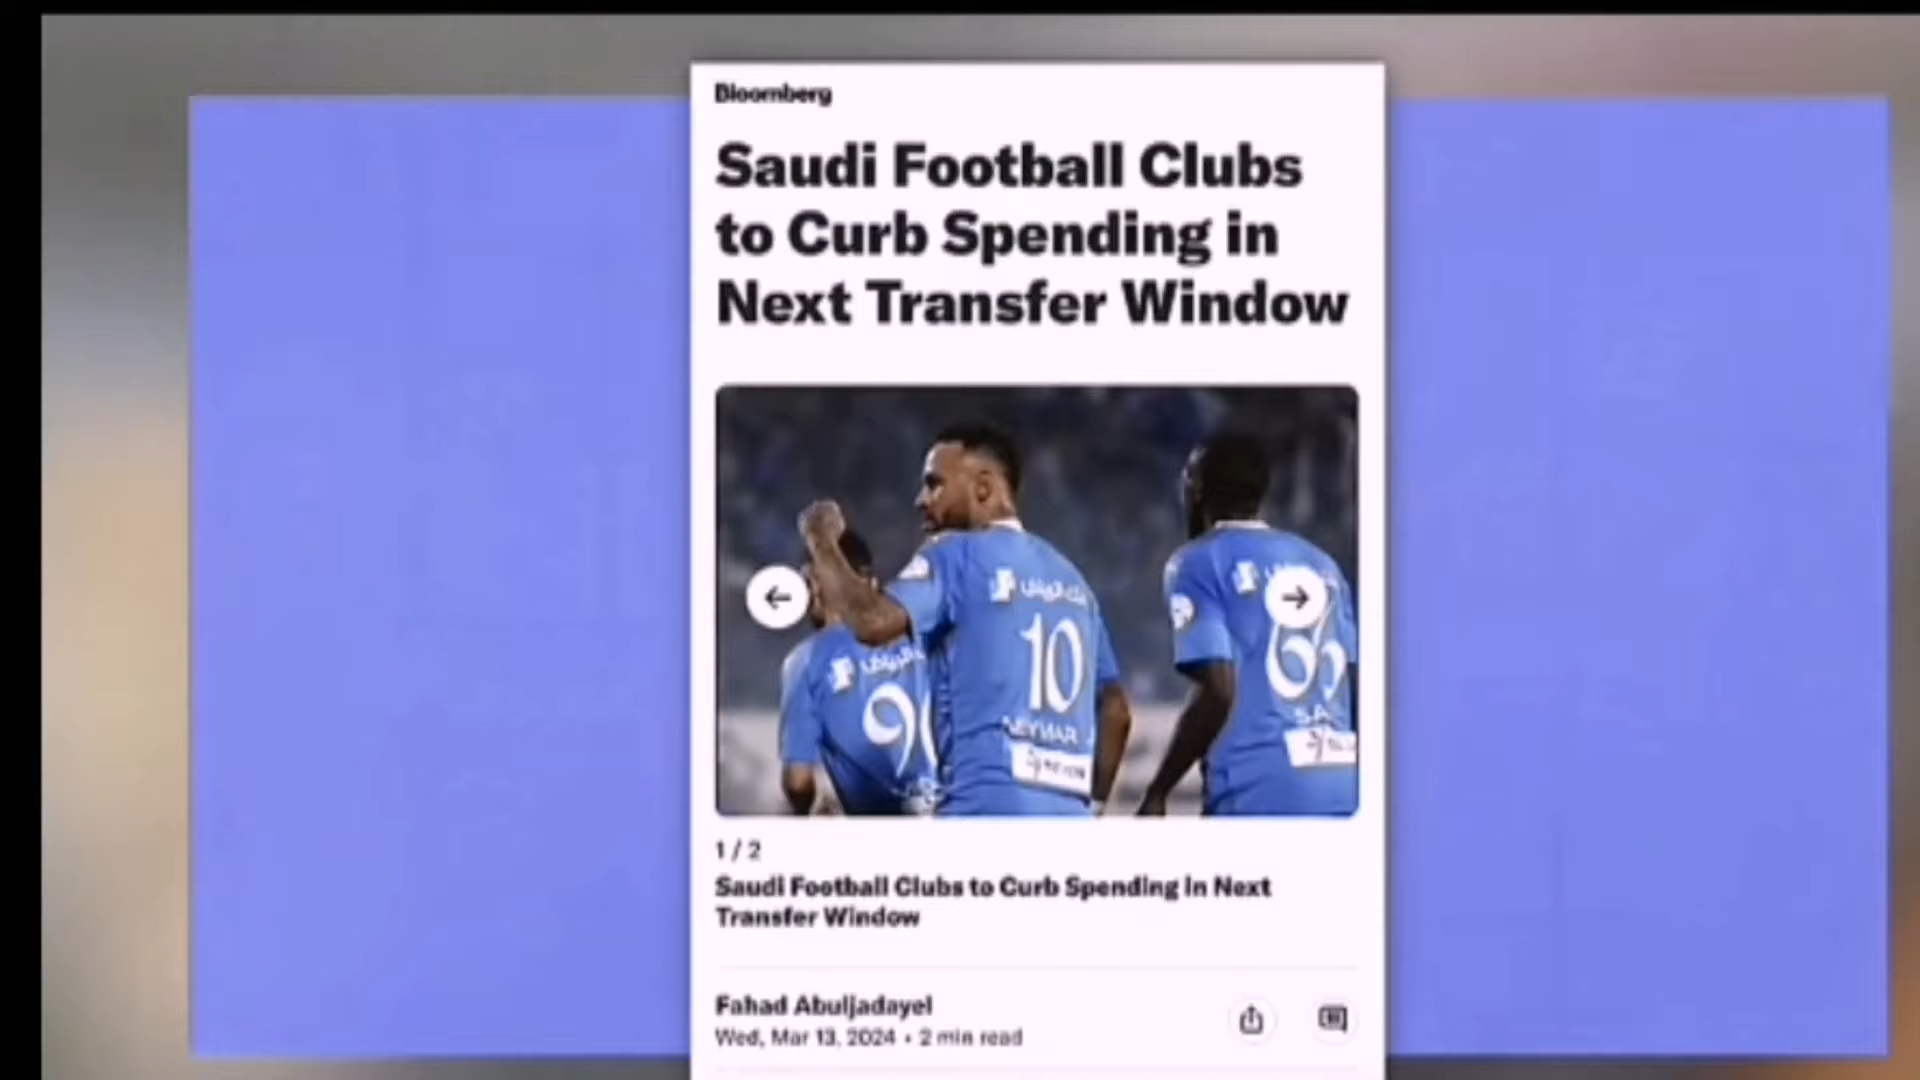 Bloomberg
Saudi Football Clubs
to Curb Spending in
Next Transfer Window
10
NEYMAR
1 / 2
Saudi Football Clubs to Curb Spending in Next
Transfer Window
Fahad Abuljadayel
Wed, Mar 13, 2024 • 2 min read